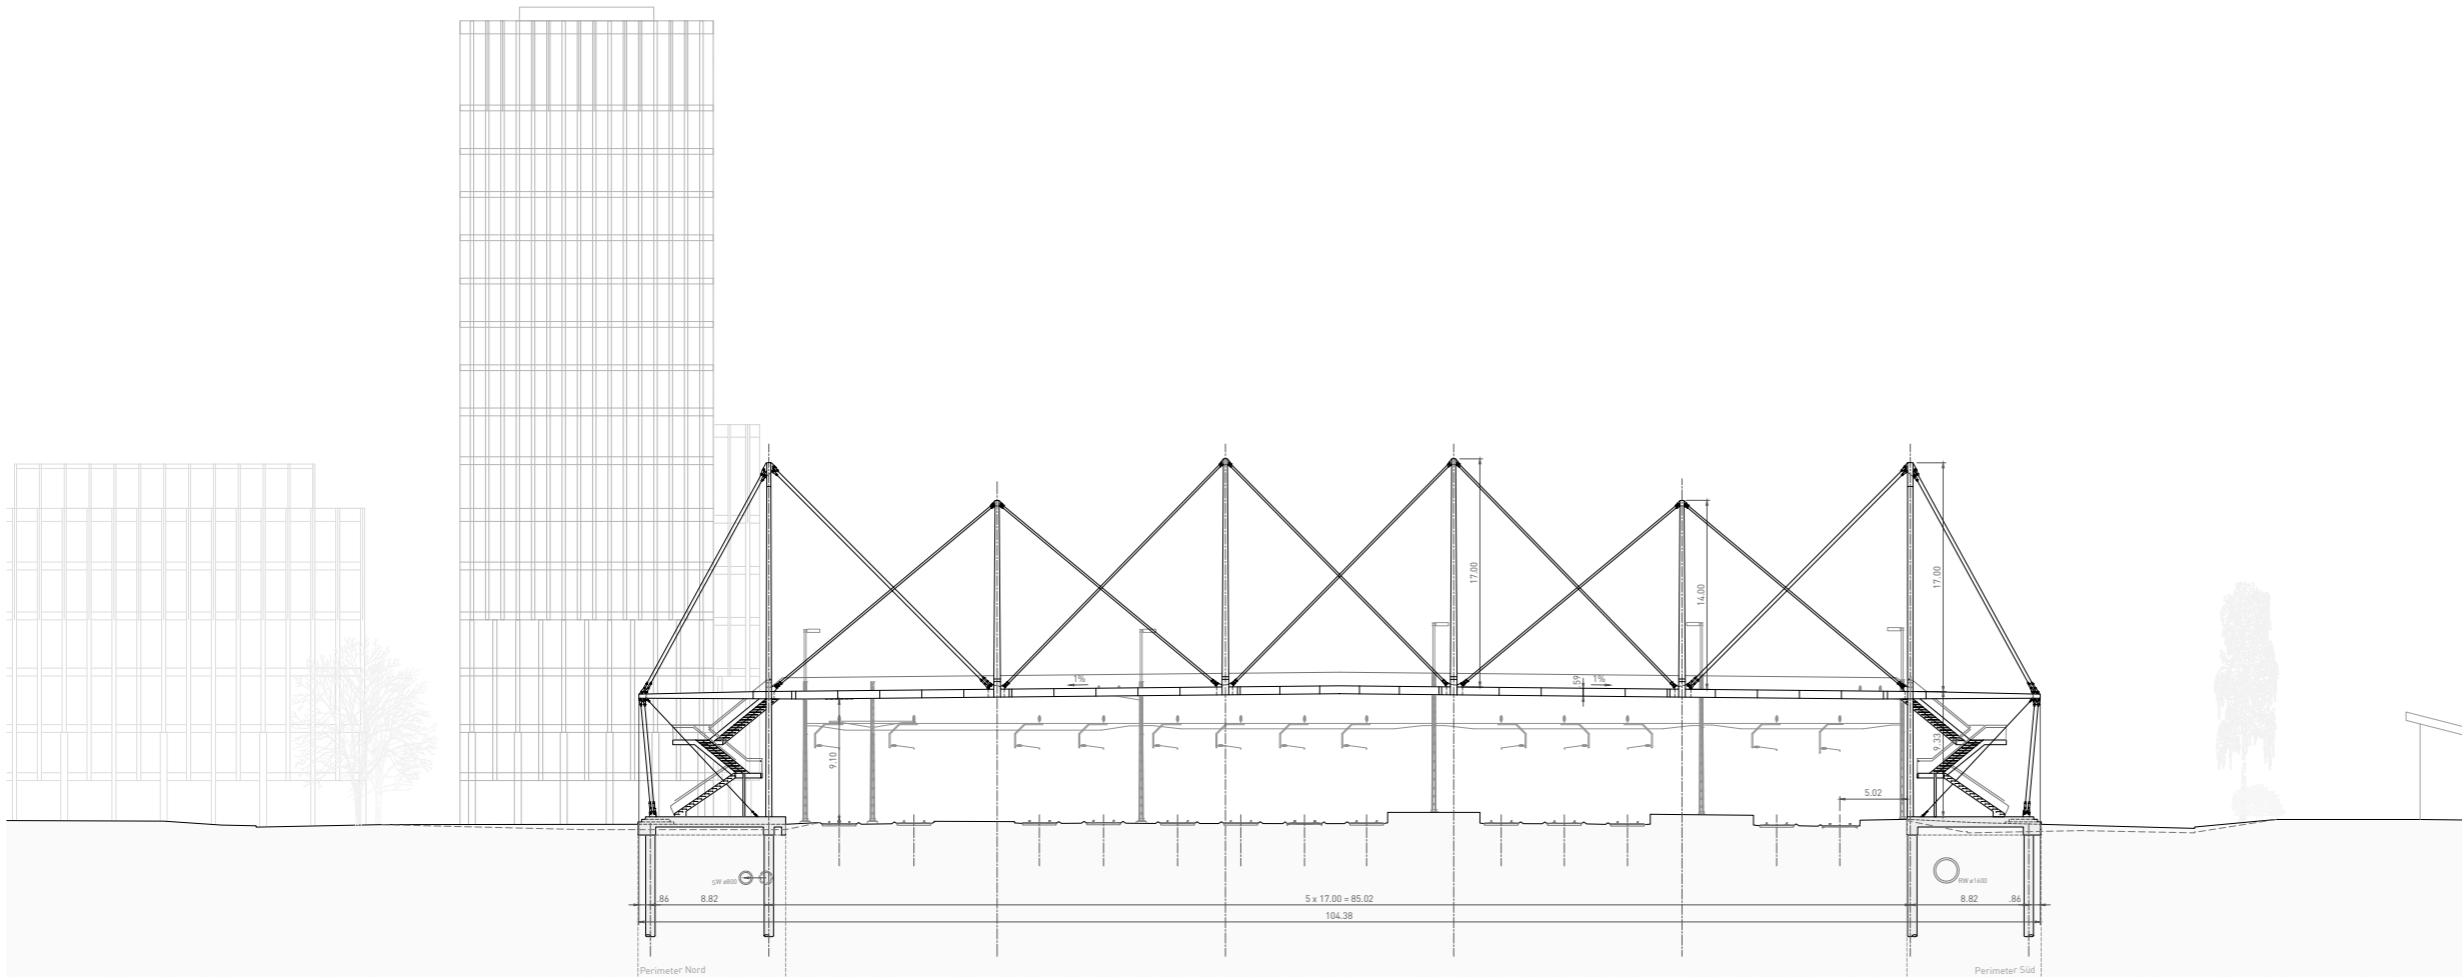 17.00
14.00
17.00
1%
59
1%
9.10
9.33
5.02
SW ø800
RW ø1600
.86
8.82
5 x 17.00 = 85.02
8.82
.86
104.38
Perimeter Nord
Perimeter Süd